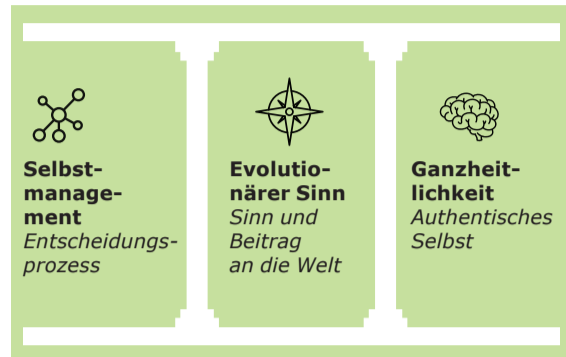 Selbst-
manage-
ment
Entscheidungs-
prozess
Evolutio-
närer Sinn
Sinn und
Beitrag
an die Welt
Ganzheit-
lichkeit
Authentisches
Selbst